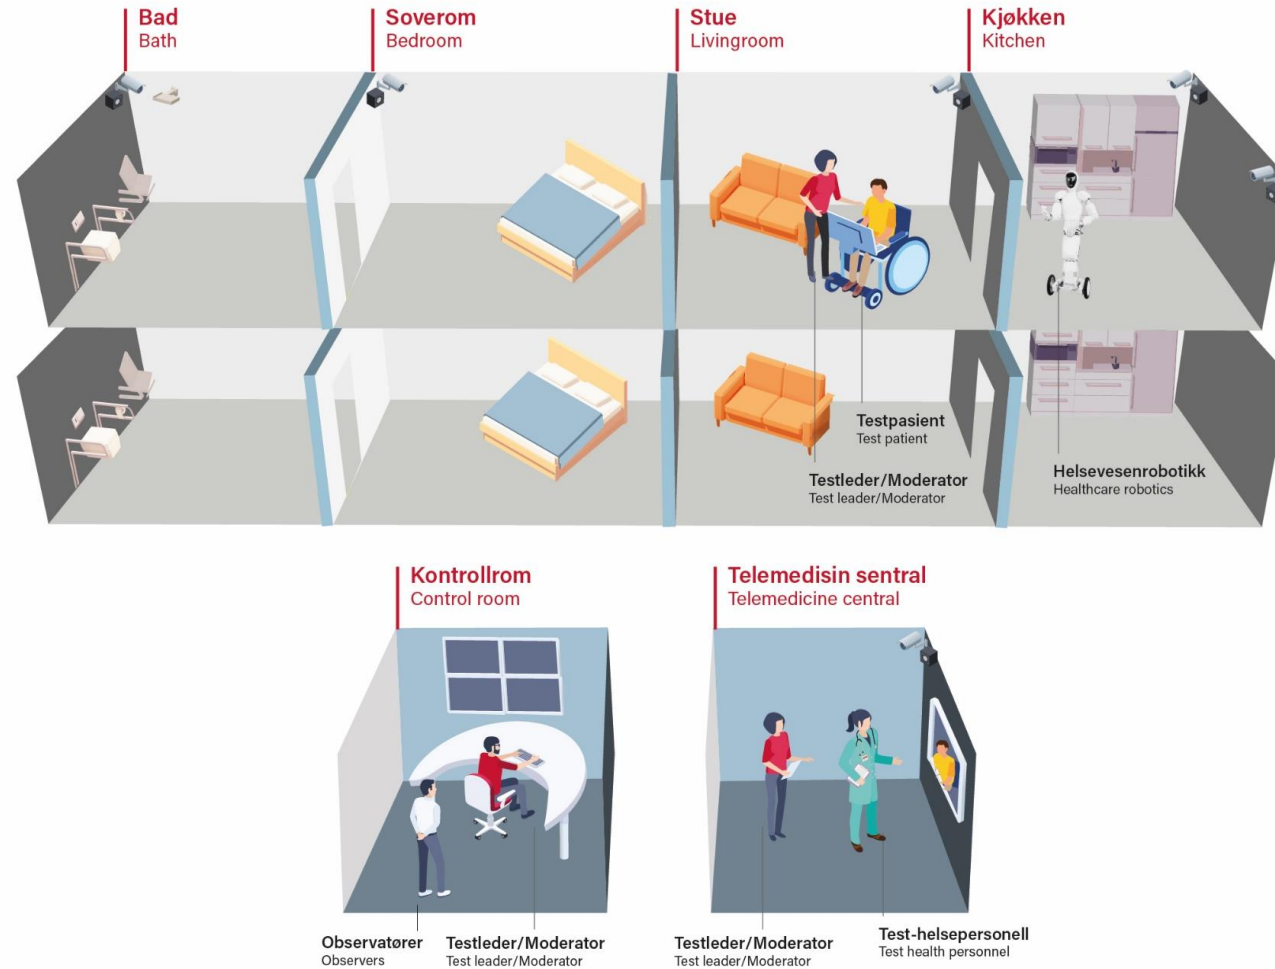 Bad
Bath
Soverom
Bedroom
Stue
Livingroom
Kjøkken
Kitchen
Testpasient
Test patient
Testleder/Moderator
Test leader/Moderator
Helsevesenrobotikk
Healthcare robotics
Kontrollrom
Control room
Telemedisin sentral
Telemedicine central
Observatører
Observers
Testleder/Moderator
Test leader/Moderator
Testleder/Moderator
Test leader/Moderator
Test-helsepersonell
Test health personnel